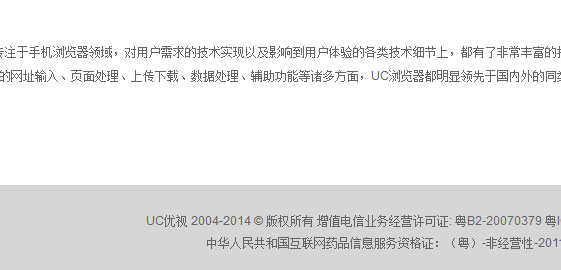 专注于手机浏览器领域，对用户需求的技术实现以及影响到用户体验的各类技术细节上，都有了非常丰富的
的网址输入、页面处理、上传下载、数据处理、辅助功能等诸多方面，UC浏览器都明显领先于国内外的同类
UC优视 2004-2014 © 版权所有 增值电信业务经营许可证: 粤B2-20070379 粤
中华人民共和国互联网药品信息服务资格证：（粤）-非经营性-201